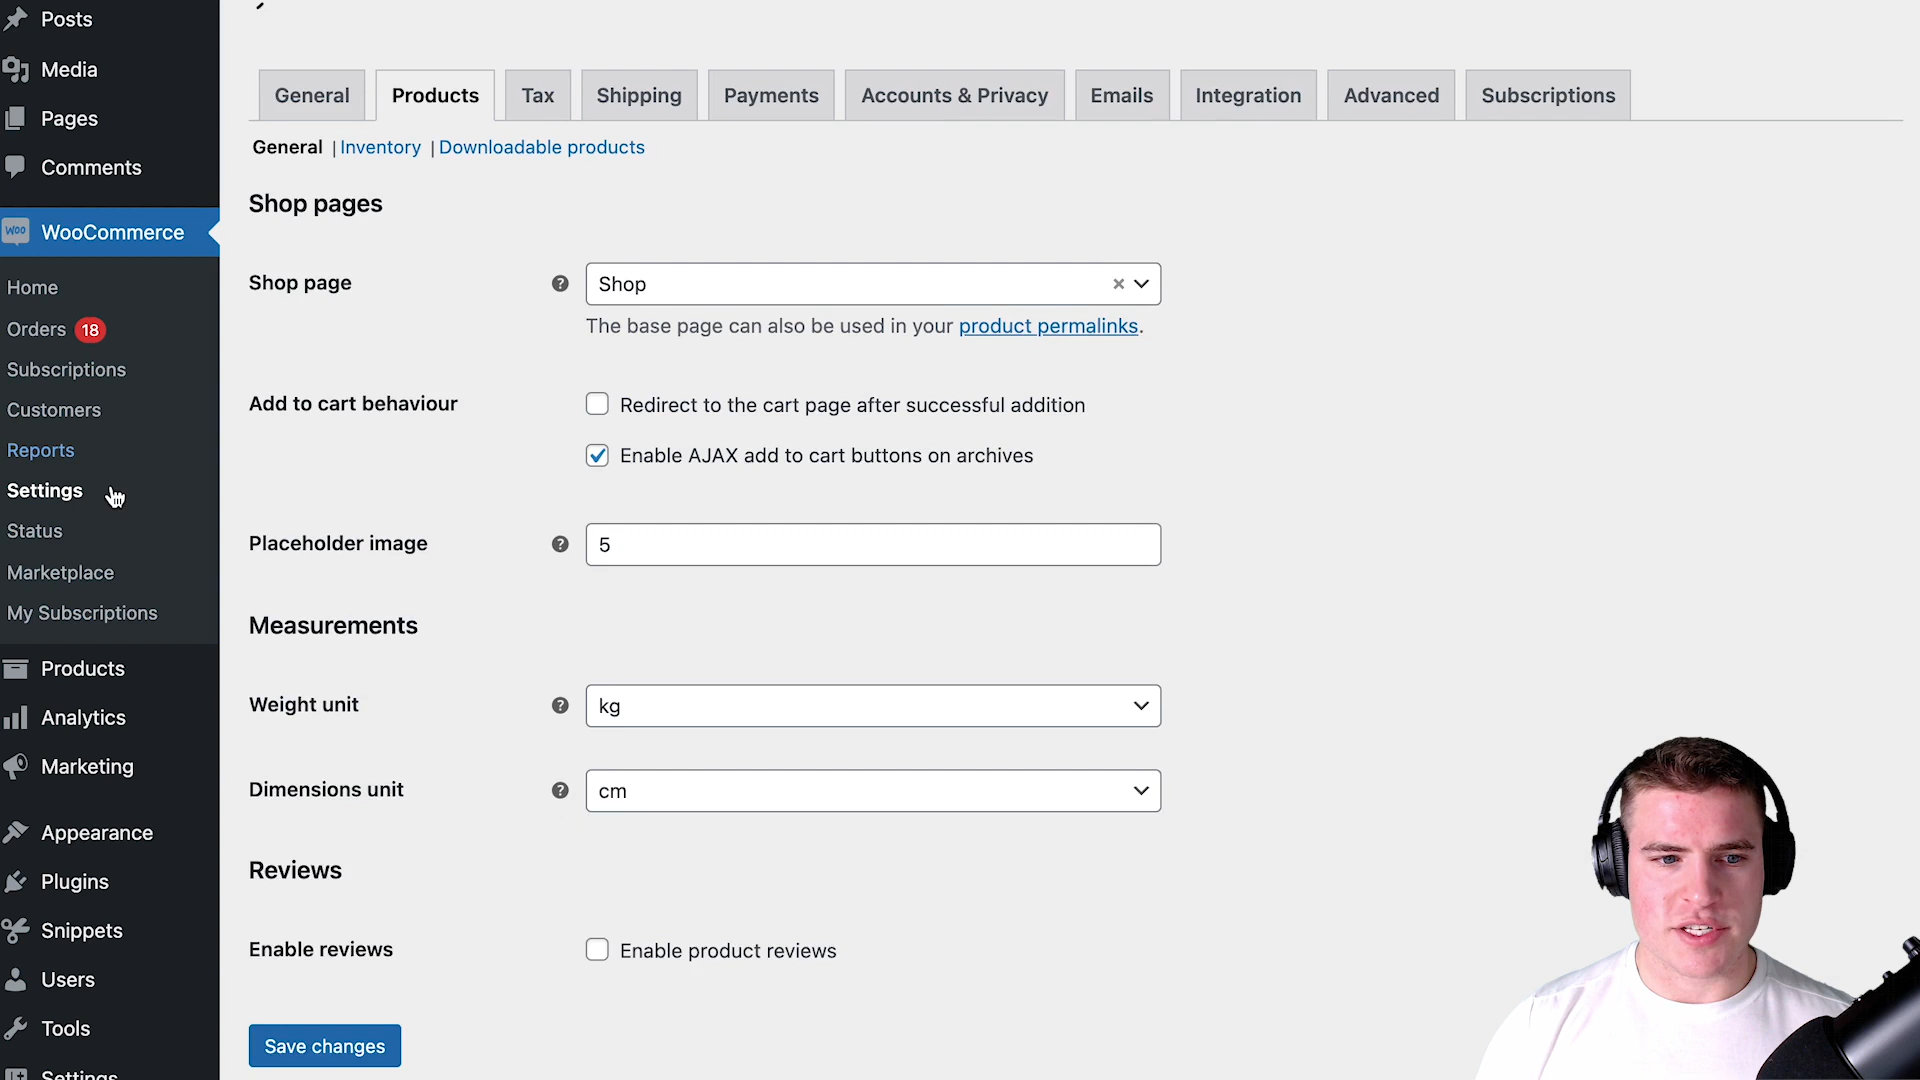 Posts
Media
Pages
Comments
WOO WooCommerce
Home
Orders 18
Subscriptions
Customers
Reports
Settings
Status
Marketplace
My Subscriptions
Products
Analytics
Marketing
Appearance
Plugins
Snippets
Users
Tools
Settings
General Products Tax Shipping Payments Accounts & Privacy Emails Integration Advanced Subscriptions
General | Inventory | Downloadable products
Shop pages
Shop page ? Shop × 
The base page can also be used in your product permalinks.
Add to cart behaviour Redirect to the cart page after successful addition
Enable AJAX add to cart buttons on archives
Placeholder image ? 5
Measurements
Weight unit ? kg
Dimensions unit ? cm
Reviews
Enable reviews Enable product reviews
Save changes